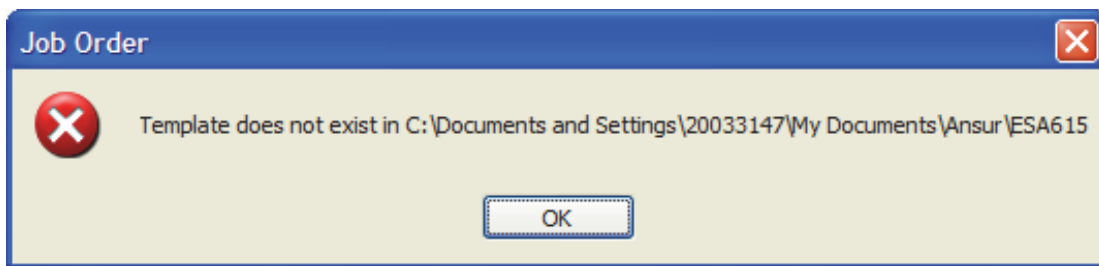 Job Order
Template does not exist in C:\Documents and Settings\20033147\My Documents\Ansur\ESA615
OK